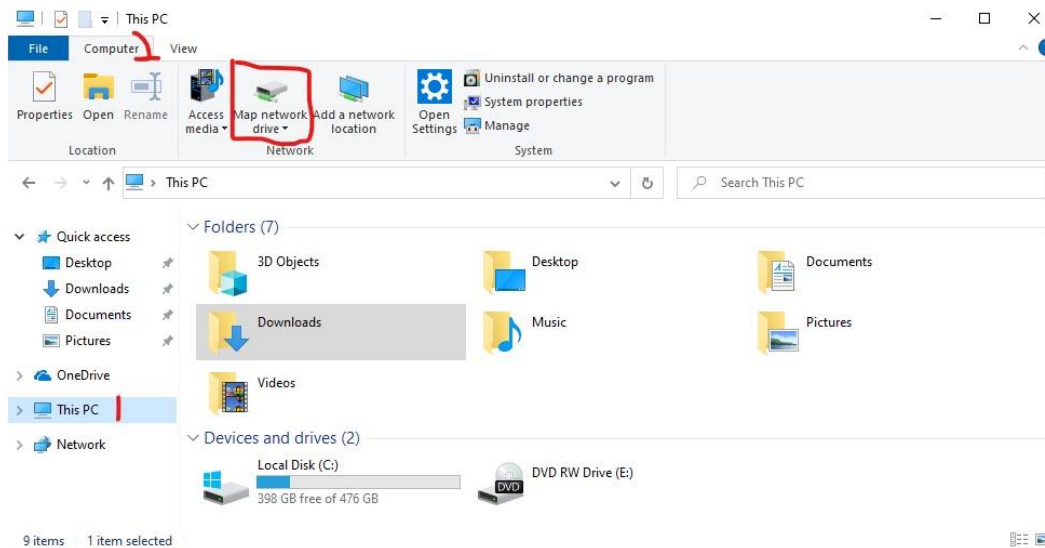 This PC
File Computer View
Properties Open Rename Access media Map network drive Add a network location Open Settings Uninstall or change a program
System properties
Manage
Location Network System
This PC Search This PC
Quick access
Desktop
Downloads
Documents
Pictures
OneDrive
This PC
Network
Folders (7)
3D Objects Desktop Documents
Downloads Music Pictures
Videos
Devices and drives (2)
Local Disk (C:)
398 GB free of 476 GB
DVD RW Drive (E:)
DVD
9 items 1 item selected